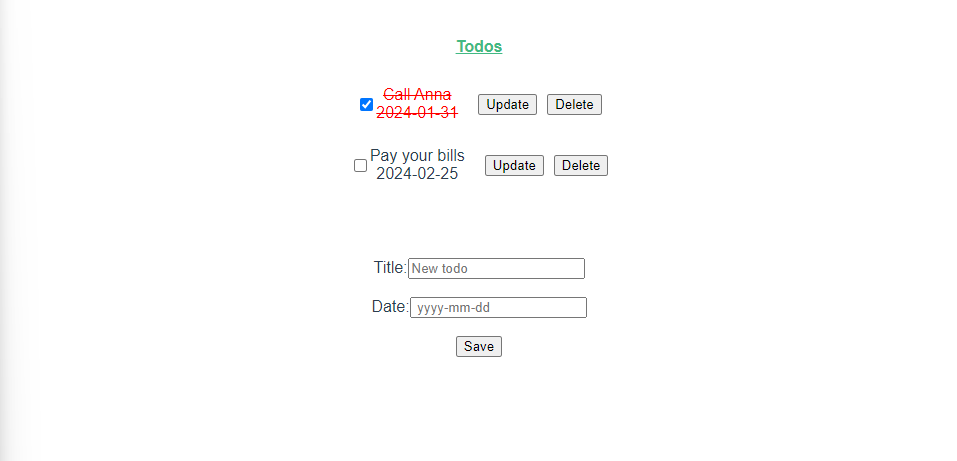 Todos
Call Anna
2024-01-31
Update Delete
Pay your bills
2024-02-25
Update Delete
Title: New todo
Date: yyyy-mm-dd
Save